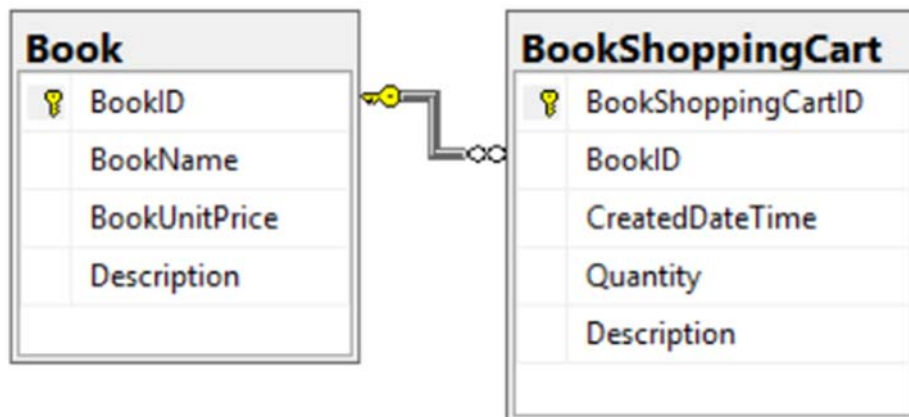 Book
BookID
BookName
BookUnitPrice
Description
BookShoppingCart
BookShoppingCartID
BookID
CreatedDateTime
Quantity
Description